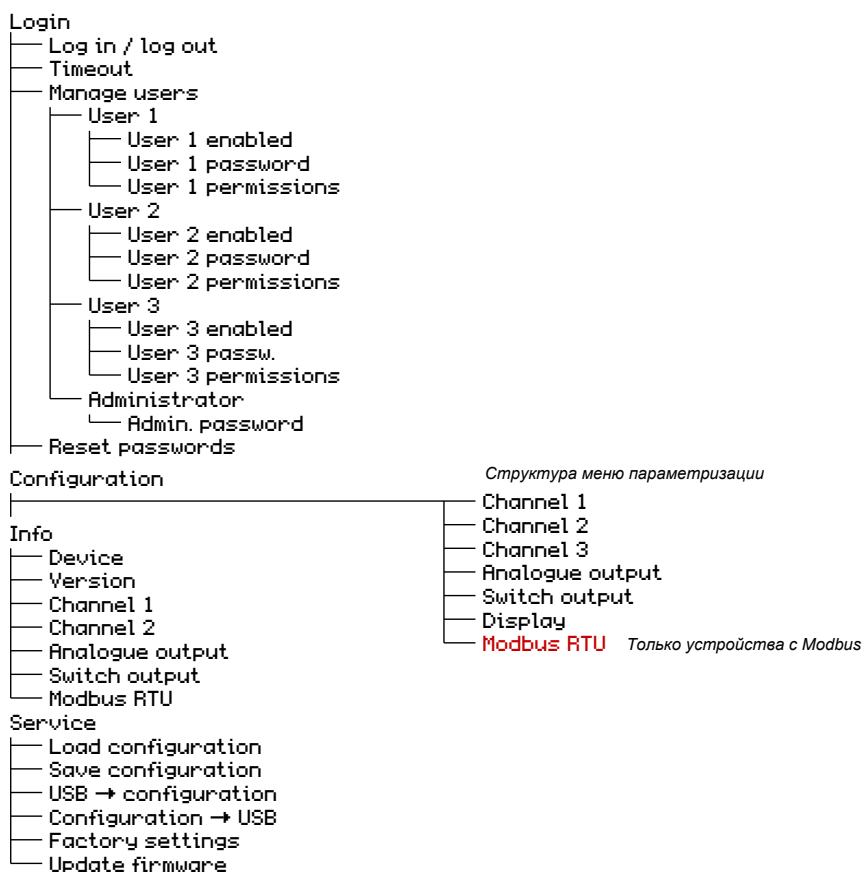 Login
Log in / log out
Timeout
Manage users
User 1
User 1 enabled
User 1 password
User 1 permissions
User 2
User 2 enabled
User 2 password
User 2 permissions
User 3
User 3 enabled
User 3 passw.
User 3 permissions
Administrator
Admin. password
Reset passwords
Configuration
Структура меню параметризации
Channel 1
Channel 2
Channel 3
Analogue output
Switch output
Display
Modbus RTU Только устройства с Modbus
Info
Device
Version
Channel 1
Channel 2
Analogue output
Switch output
Modbus RTU
Service
Load configuration
Save configuration
USB → configuration
Configuration → USB
Factory settings
Update firmware